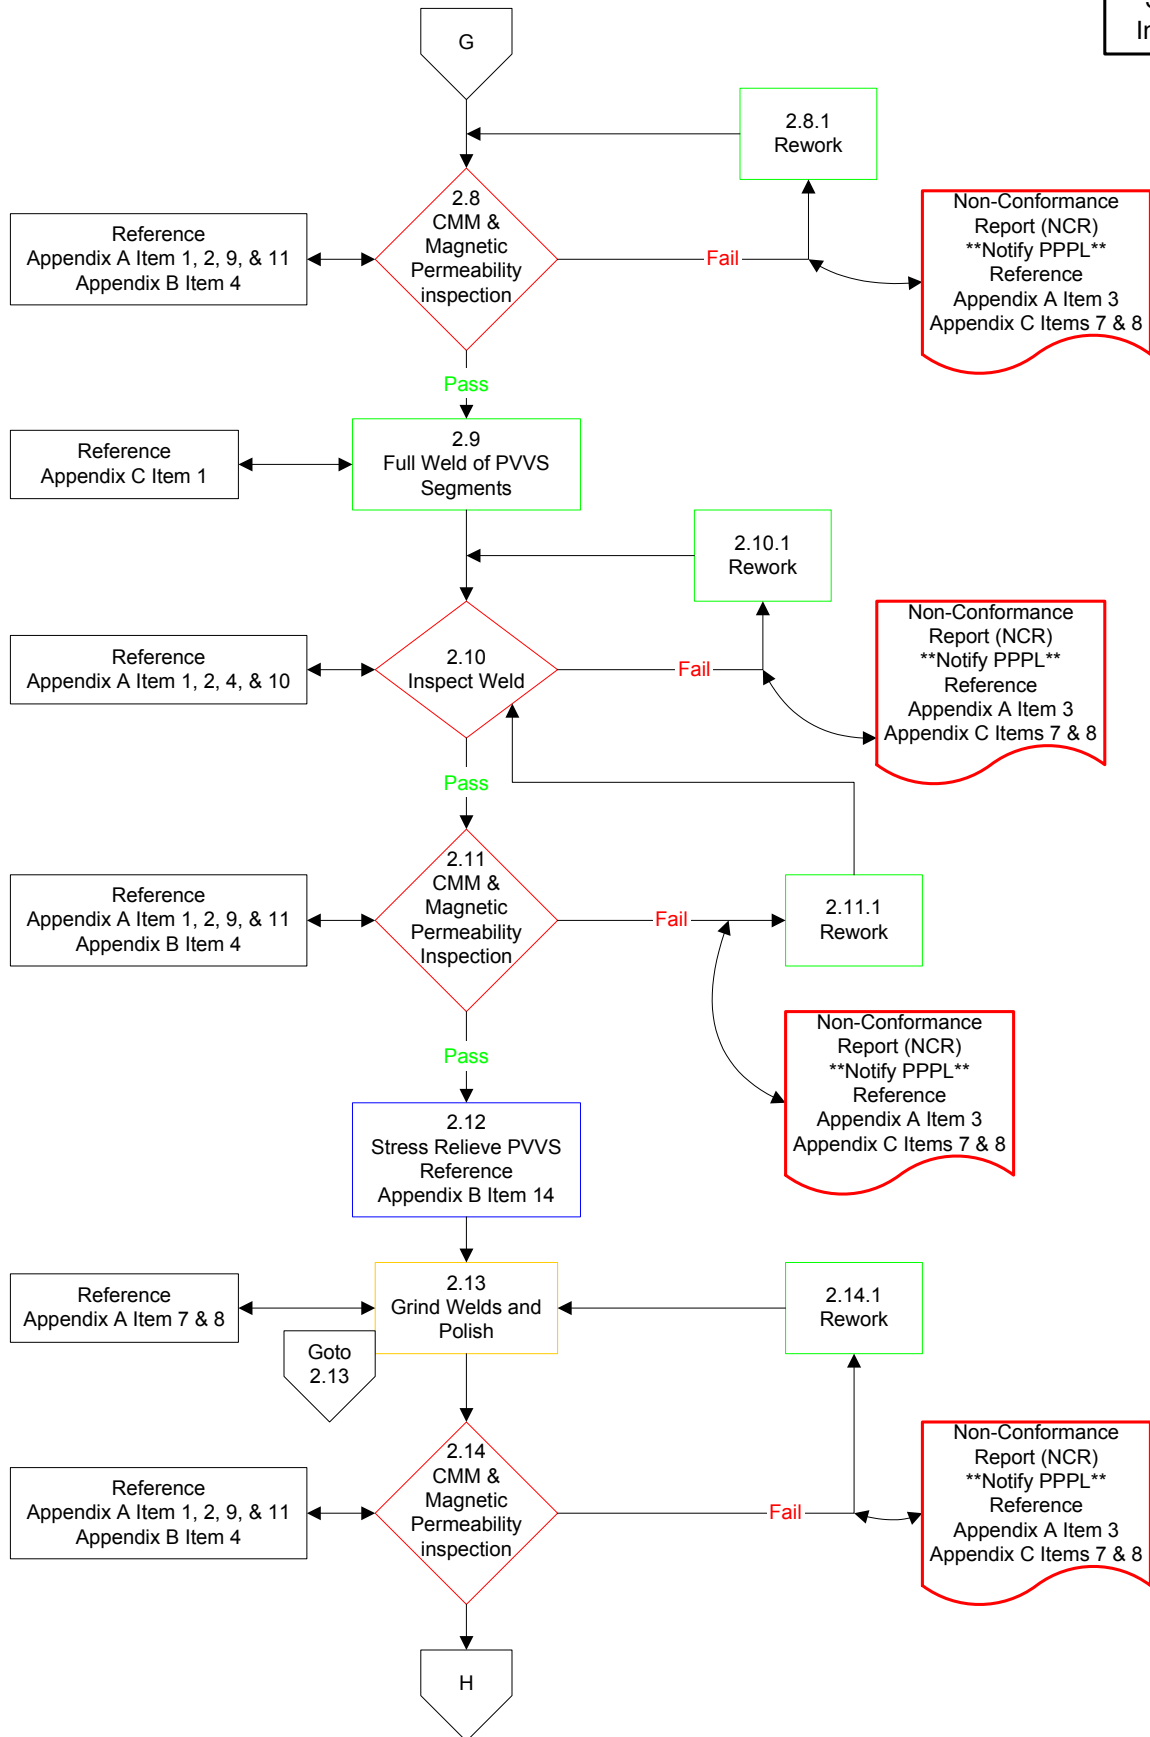 G
2.8.1
Rework
2.8
CMM &
Magnetic
Permeability
inspection
Reference
Appendix A Item 1, 2, 9, & 11
Appendix B Item 4
Fail
Non-Conformance
Report (NCR)
**Notify PPPL**
Reference
Appendix A Item 3
Appendix C Items 7 & 8
Pass
2.9
Full Weld of PVVS
Segments
Reference
Appendix C Item 1
2.10.1
Rework
2.10
Inspect Weld
Reference
Appendix A Item 1, 2, 4, & 10
Fail
Non-Conformance
Report (NCR)
**Notify PPPL**
Reference
Appendix A Item 3
Appendix C Items 7 & 8
Pass
2.11
CMM &
Magnetic
Permeability
Inspection
Reference
Appendix A Item 1, 2, 9, & 11
Appendix B Item 4
Fail
2.11.1
Rework
Non-Conformance
Report (NCR)
**Notify PPPL**
Reference
Appendix A Item 3
Appendix C Items 7 & 8
Pass
2.12
Stress Relieve PVVS
Reference
Appendix B Item 14
2.13
Grind Welds and
Polish
Reference
Appendix A Item 7 & 8
2.14.1
Rework
Goto
2.13
2.14
CMM &
Magnetic
Permeability
inspection
Reference
Appendix A Item 1, 2, 9, & 11
Appendix B Item 4
Fail
Non-Conformance
Report (NCR)
**Notify PPPL**
Reference
Appendix A Item 3
Appendix C Items 7 & 8
H